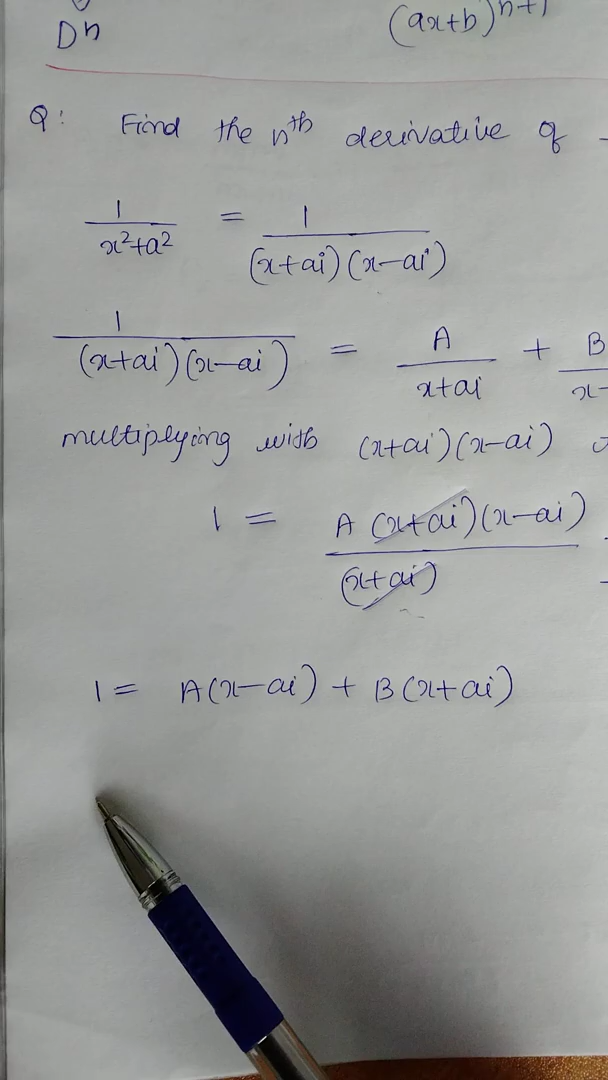 Dⁿ (ax+b)ⁿ⁺¹
Q: Find the nᵗʰ derivative of
1/(x²+a²) = 1/((x+ai)(x-ai))
1/((x+ai)(x-ai)) = A/(x+ai) + B/(x-
multiplying with (x+ai)(x-ai)
1 = A(x+ai)(x-ai)/(x+ai)
1 = A(x-ai) + B(x+ai)